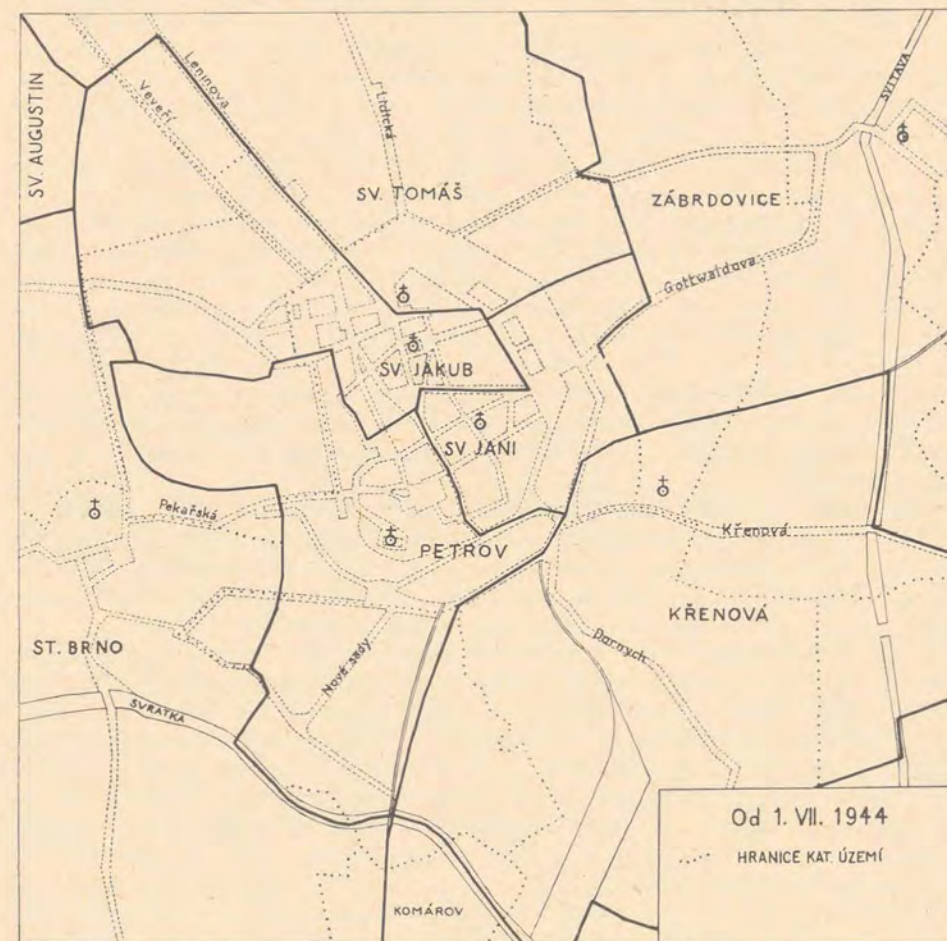 SV. AUGUSTIN
Veveří
Leninova
Lidická
SVITAVA
SV. TOMÁŠ
ZÁBRDOVICE
Gottwaldova
SV. JAKUB
SV JANI
Pekařská
PETROV
Křenová
KŘENOVÁ
ST. BRNO
Nové sady
Dornych
SVRATKA
KOMÁROV
Od 1. VII. 1944
..... HRANICE KAT. ÚZEMÍ